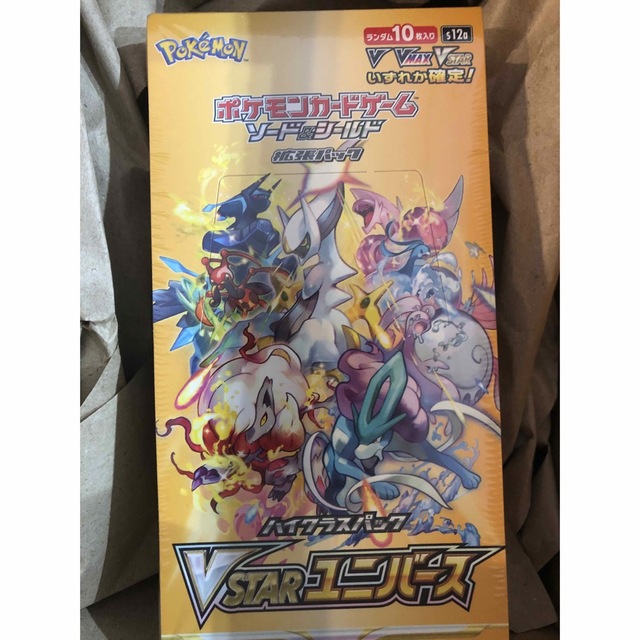 POKéMON
ランダム10枚入り s12a
V VMAX VSTAR
いずれか確定!
ポケモンカードゲーム
ソード&シールド
拡張パック
ハイクラスパック
VSTARユニバース